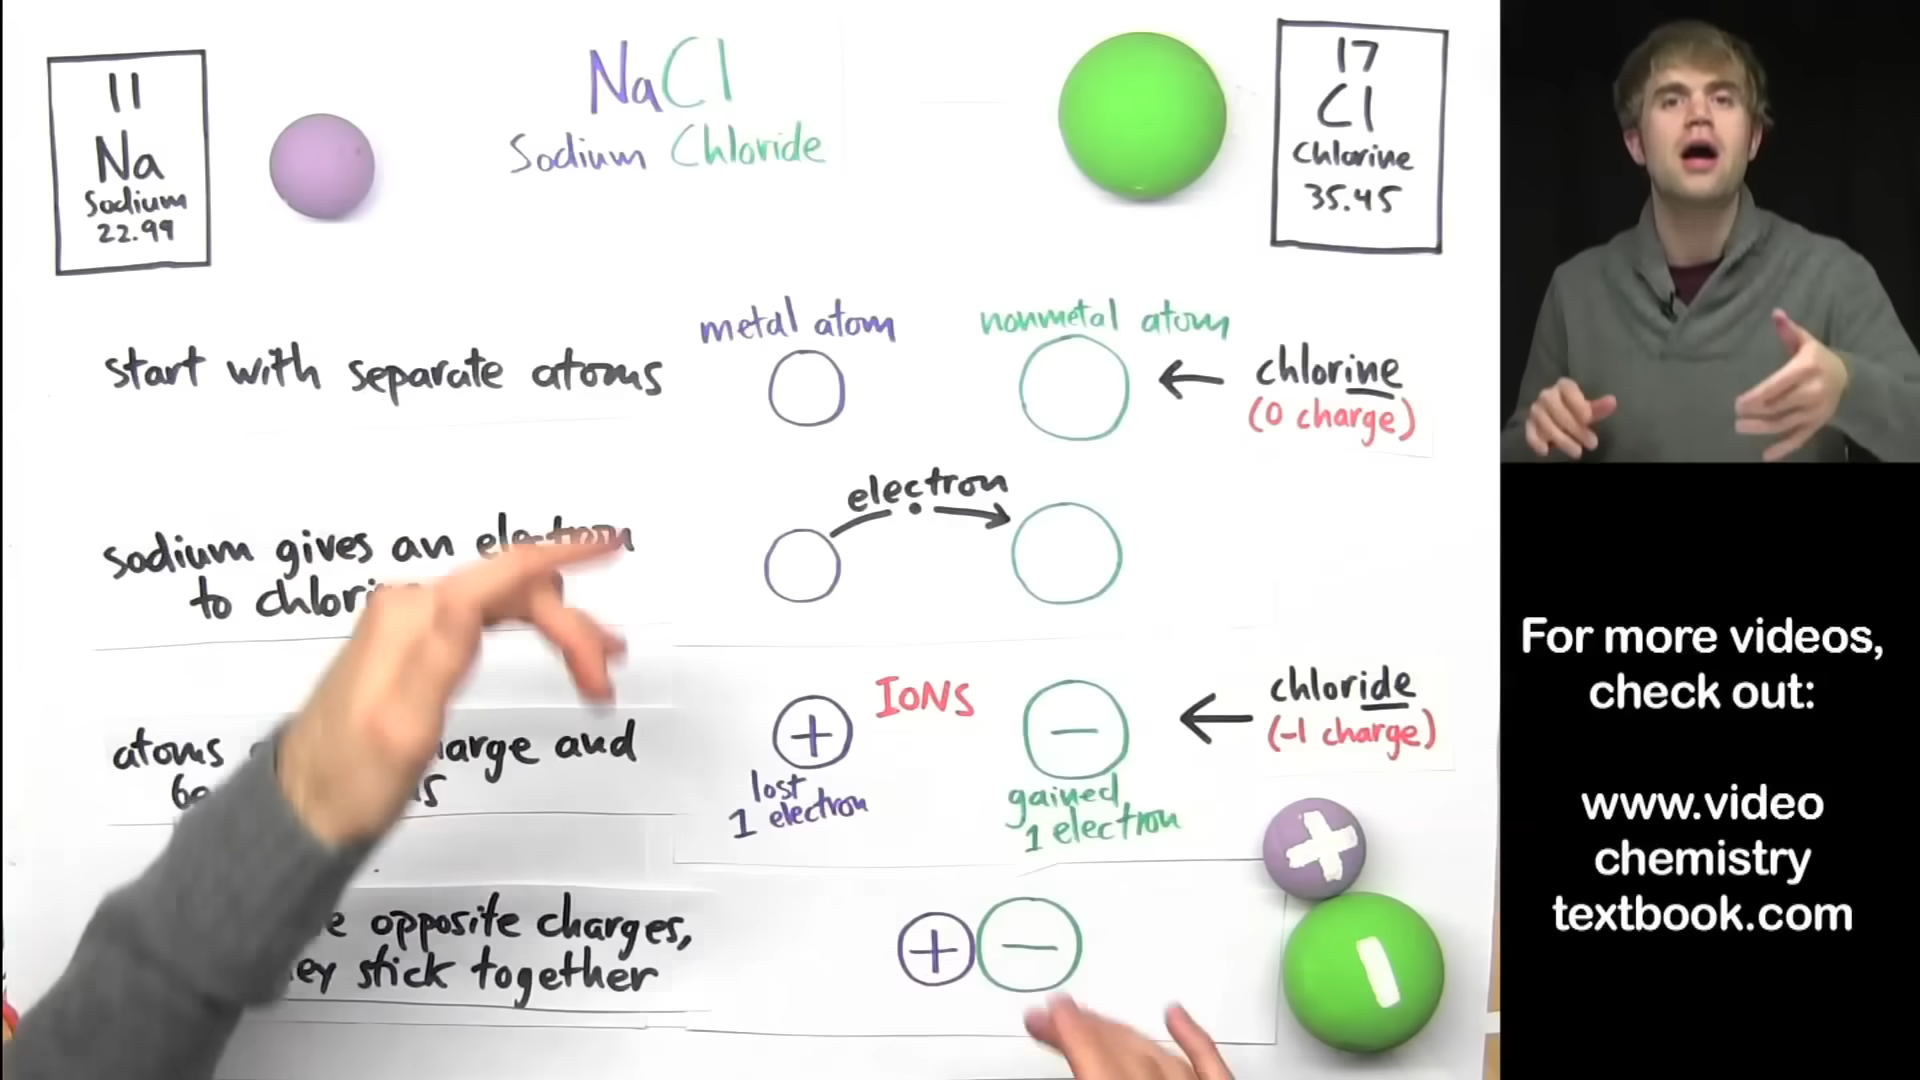 11
Na
Sodium
22.99
NaCl
Sodium Chloride
17
Cl
Chlorine
35.45
metal atom
nonmetal atom
start with separate atoms
chlorine
(0 charge)
electron
sodium gives an electron
to
IONS
chloride
(-1 charge)
atoms
and
+
−
lost
1 electron
gained
1 electron
opposite charges,
stick together
+
−
For more videos,
check out:
www.video
chemistry
textbook.com